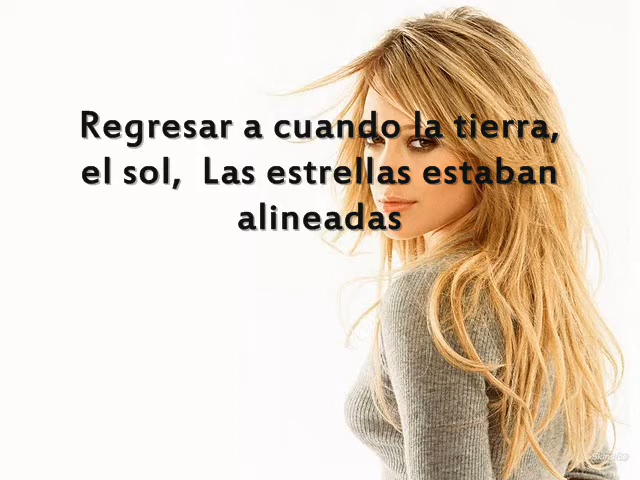 Regresar a cuando la tierra,
el sol,  Las estrellas estaban
alineadas